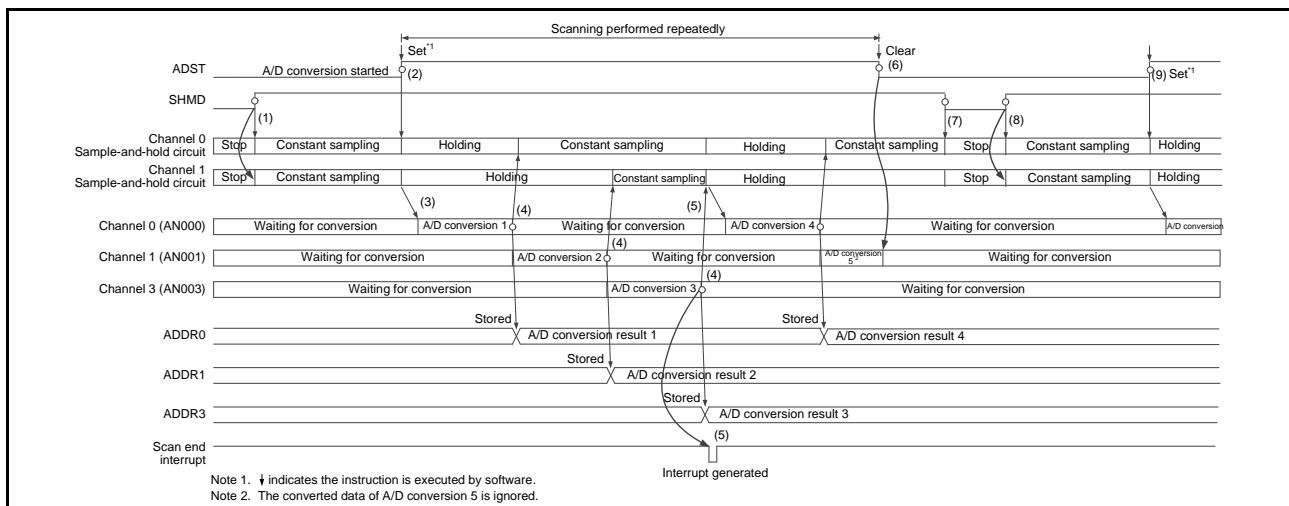 Scanning performed repeatedly
Set*1
Clear
ADST
A/D conversion started
(2)
(6)
(9) Set*1
SHMD
(1)
(7)
(8)
Channel 0
Sample-and-hold circuit
Stop
Constant sampling
Holding
Constant sampling
Holding
Constant sampling
Stop
Constant sampling
Holding
Channel 1
Sample-and-hold circuit
Stop
Constant sampling
Holding
Constant sampling
Holding
Stop
Constant sampling
Holding
(3)
(4)
(5)
Channel 0 (AN000)
Waiting for conversion
A/D conversion 1
Waiting for conversion
A/D conversion 4
Waiting for conversion
A/D conversion
(4)
Channel 1 (AN001)
Waiting for conversion
A/D conversion 2
Waiting for conversion
A/D conversion
5*2
Waiting for conversion
(4)
Channel 3 (AN003)
Waiting for conversion
A/D conversion 3
Waiting for conversion
Stored
Stored
ADDR0
A/D conversion result 1
A/D conversion result 4
Stored
ADDR1
A/D conversion result 2
Stored
ADDR3
A/D conversion result 3
Scan end
interrupt
(5)
Interrupt generated
Note 1. ↓ indicates the instruction is executed by software.
Note 2. The converted data of A/D conversion 5 is ignored.